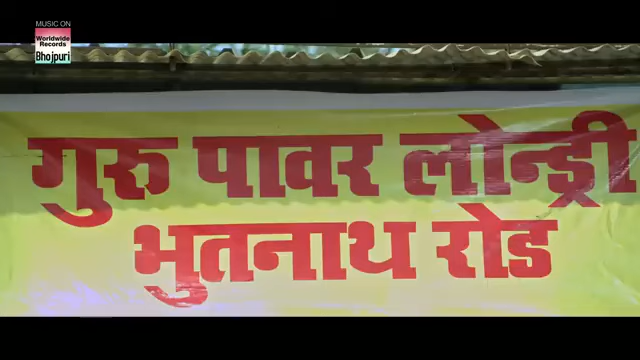 MUSIC ON
Worldwide
Records
Bhojpuri
गुरु पावर लोन्ड्री
भुतनाथ रोड